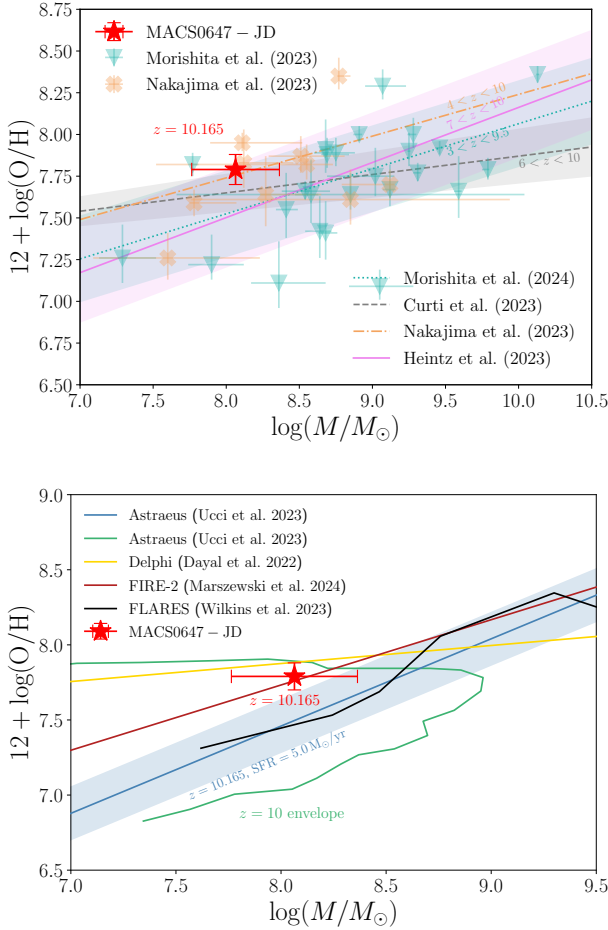 MACS0647 − JD
Morishita et al. (2023)
Nakajima et al. (2023)
z = 10.165
4 < z < 10
7 < z < 10
3 < z < 9.5
6 < z < 10
Morishita et al. (2024)
Curti et al. (2023)
Nakajima et al. (2023)
Heintz et al. (2023)
12 + log(O/H)
8.75
8.50
8.25
8.00
7.75
7.50
7.25
7.00
6.75
6.50
7.0 7.5 8.0 8.5 9.0 9.5 10.0 10.5
log(M/M⊙)
Astraeus (Ucci et al. 2023)
Astraeus (Ucci et al. 2023)
Delphi (Dayal et al. 2022)
FIRE-2 (Marszewski et al. 2024)
FLARES (Wilkins et al. 2023)
MACS0647 − JD
z = 10.165
z = 10.165, SFR = 5.0 M⊙/yr
z = 10 envelope
12 + log(O/H)
9.0
8.5
8.0
7.5
7.0
6.5
7.0 7.5 8.0 8.5 9.0 9.5
log(M/M⊙)